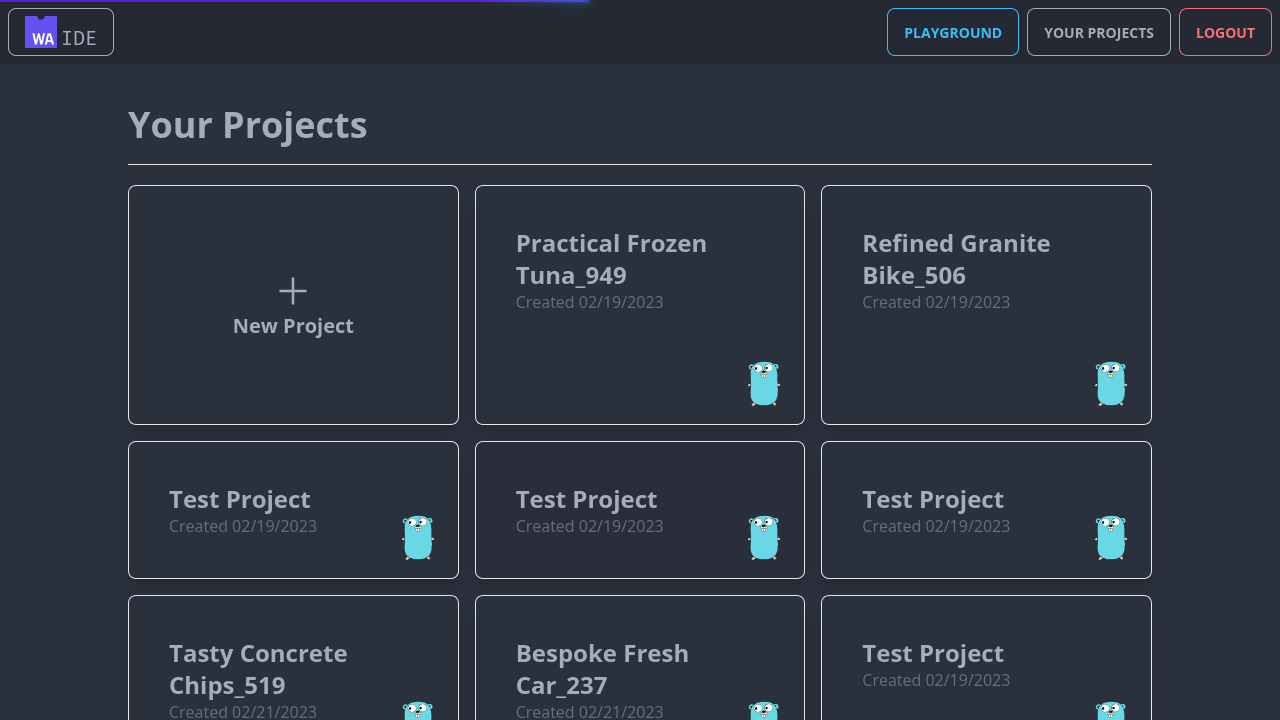 WA IDE
PLAYGROUND
YOUR PROJECTS
LOGOUT
Your Projects
New Project
Practical Frozen
Tuna_949
Created 02/19/2023
Refined Granite
Bike_506
Created 02/19/2023
Test Project
Created 02/19/2023
Test Project
Created 02/19/2023
Test Project
Created 02/19/2023
Tasty Concrete
Chips_519
Created 02/21/2023
Bespoke Fresh
Car_237
Created 02/21/2023
Test Project
Created 02/19/2023